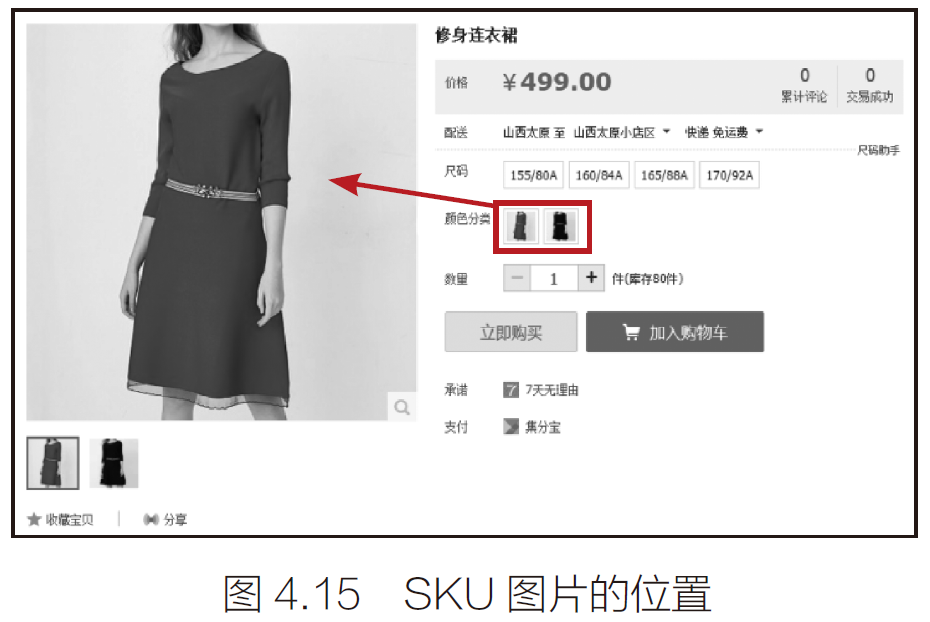 修身连衣裙
价格 ¥499.00
0 累计评论
0 交易成功
配送 山西太原 至 山西太原小店区 快递 免运费
尺码助手
尺码 155/80A 160/84A 165/88A 170/92A
颜色分类
数量 − 1 + 件(库存80件)
立即购买 加入购物车
承诺 7 7天无理由
支付 集分宝
收藏宝贝 | 分享
图 4.15 SKU 图片的位置